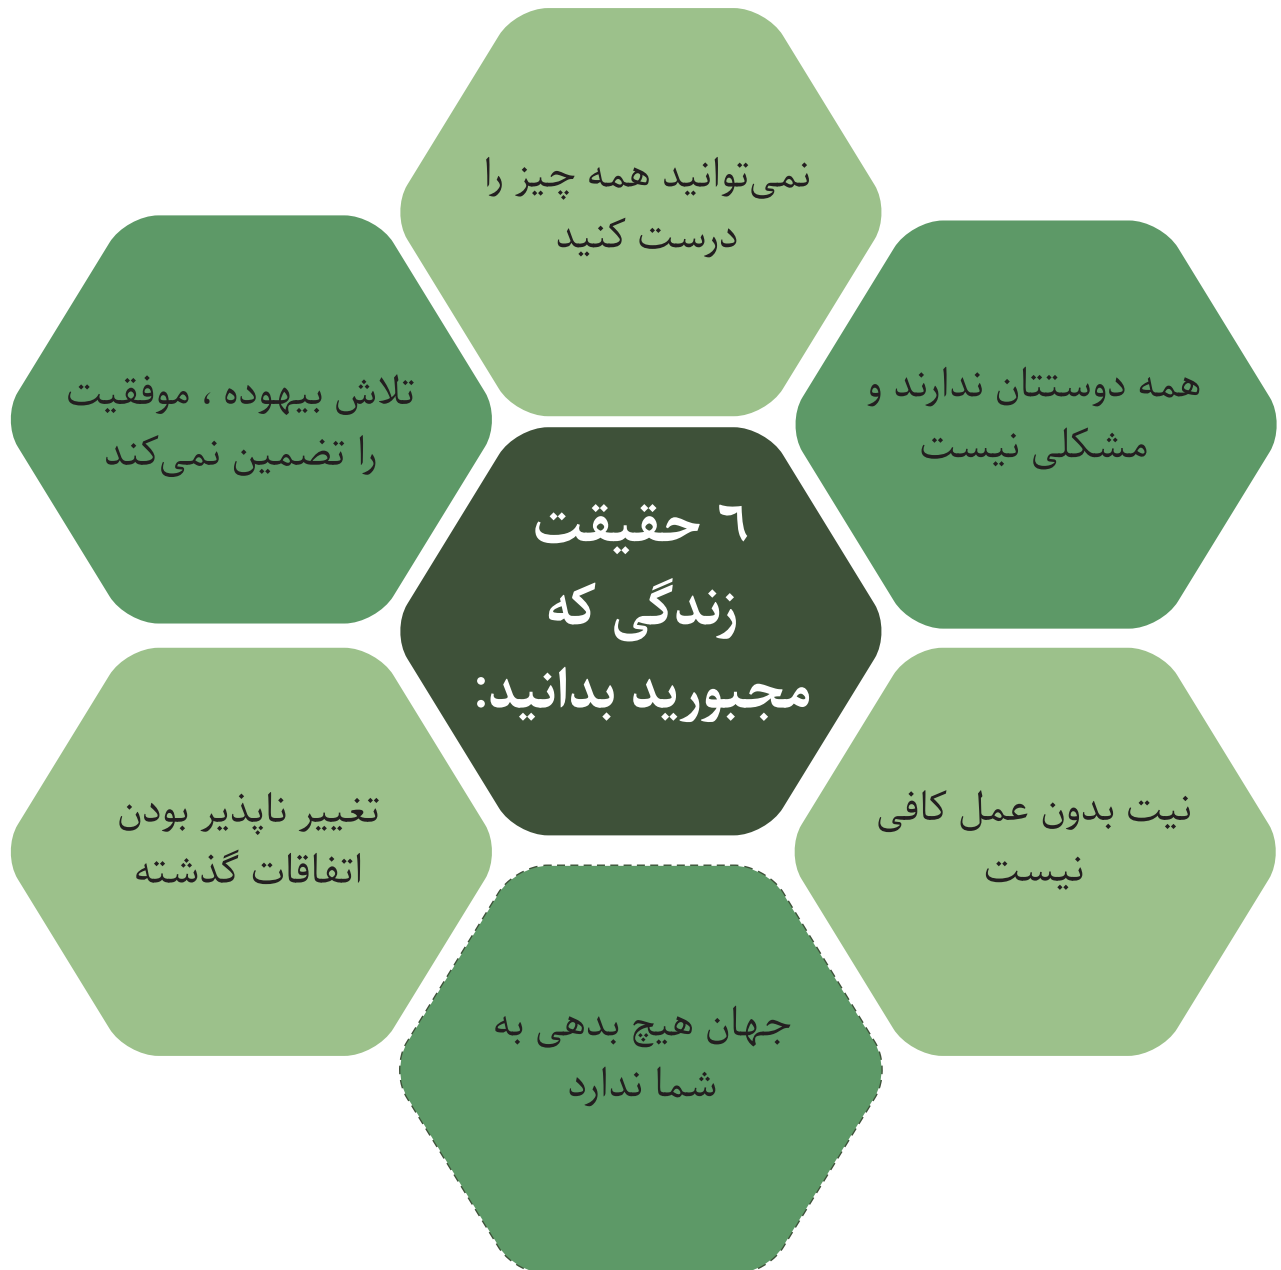 نمی‌توانید همه چیز را
درست کنید
همه دوستتان ندارند و
مشکلی نیست
تلاش بیهوده ، موفقیت
را تضمین نمی‌کند
٦ حقیقت
زندگی که
مجبورید بدانید:
نیت بدون عمل کافی
نیست
تغییر ناپذیر بودن
اتفاقات گذشته
جهان هیچ بدهی به
شما ندارد